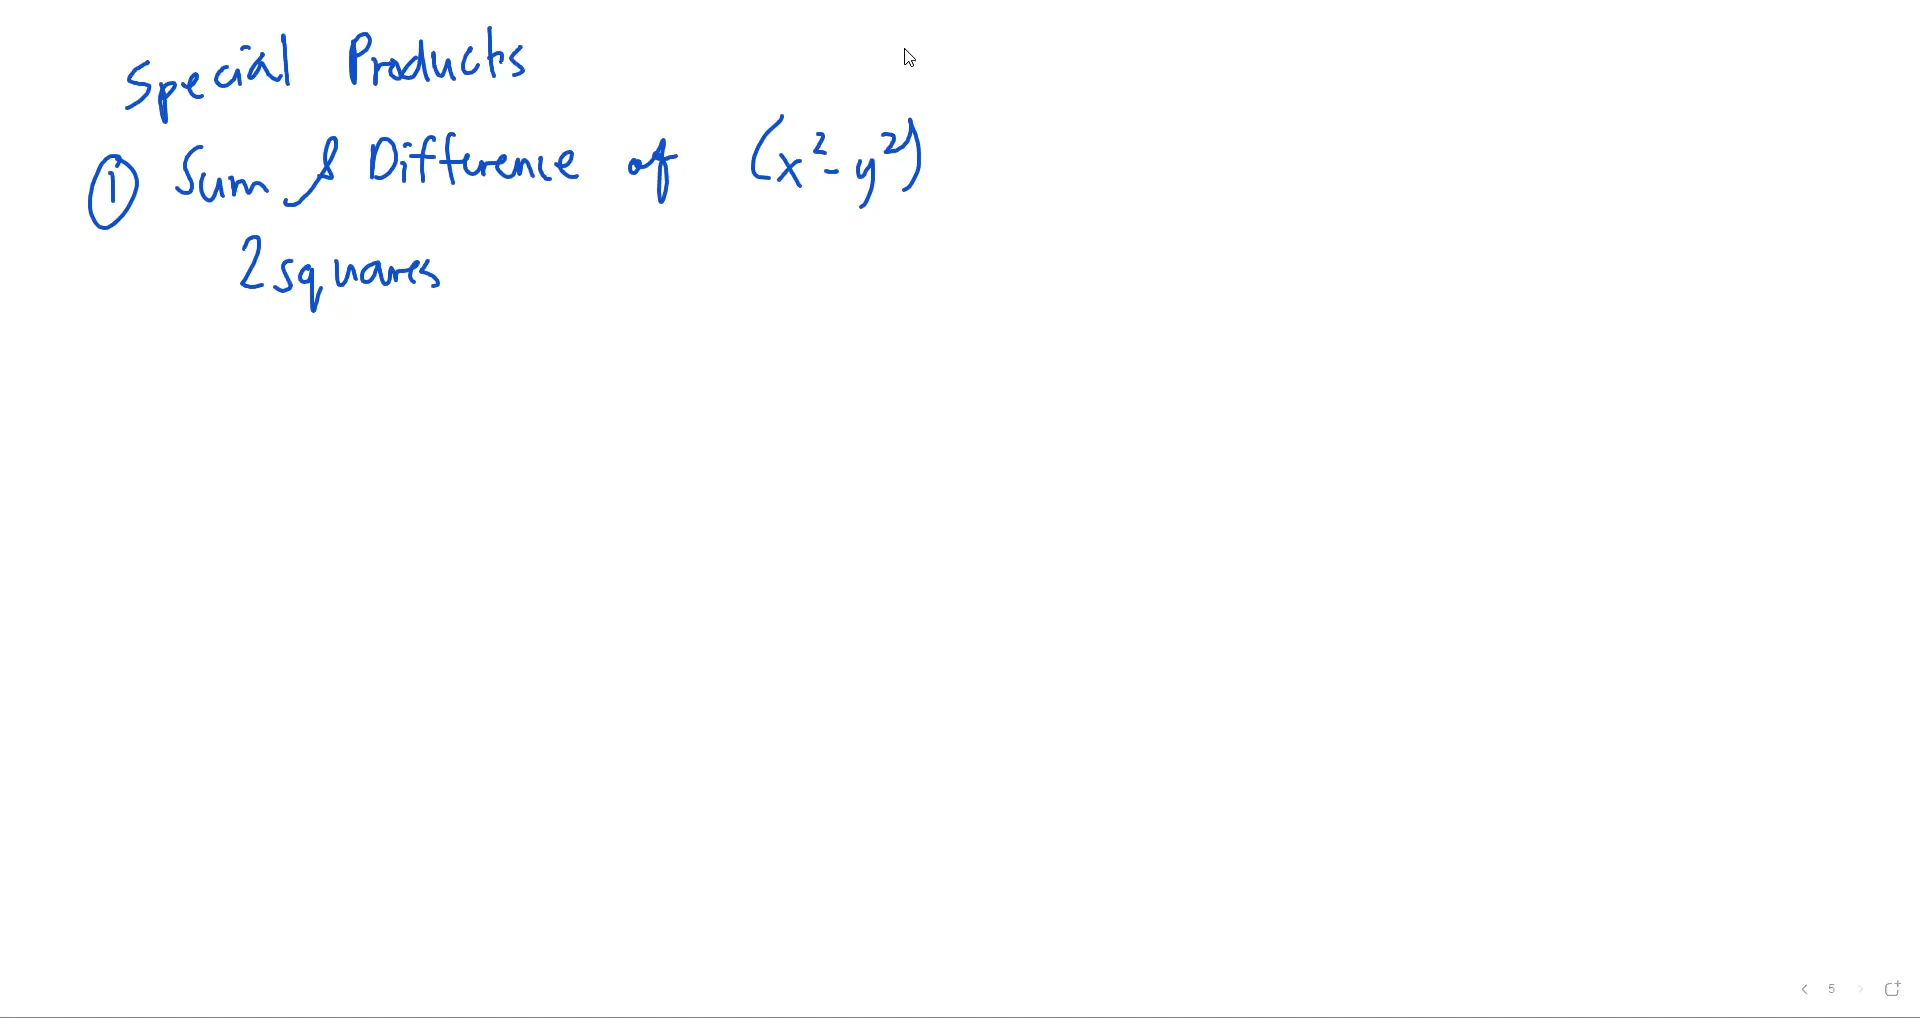 Special Products
① Sum & Difference of (x² - y²)
2 squares
5